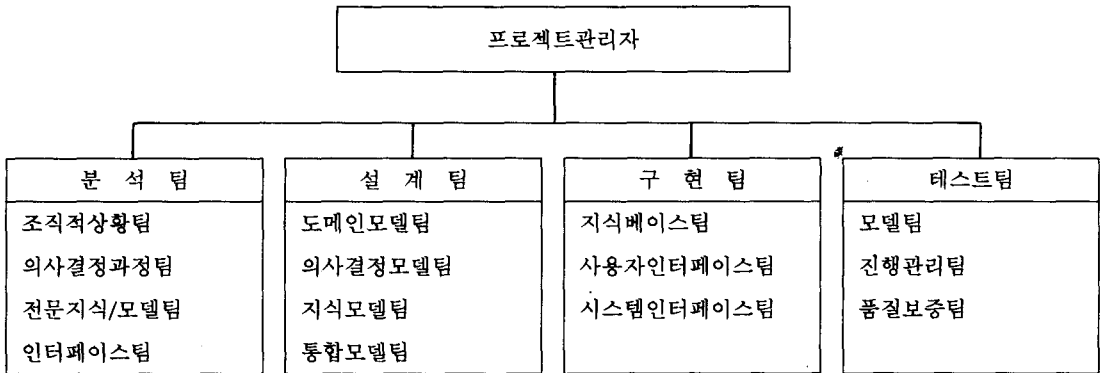 프로젝트관리자
분 석 팀
조직적상황팀
의사결정과정팀
전문지식/모델팀
인터페이스팀
설 계 팀
도메인모델팀
의사결정모델팀
지식모델팀
통합모델팀
구 현 팀
지식베이스팀
사용자인터페이스팀
시스템인터페이스팀
테스트팀
모델팀
진행관리팀
품질보증팀